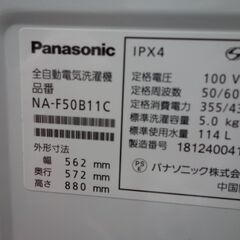 Panasonic
全自動電気洗濯機
品番
NA-F50B11C
外形寸法
幅 562 mm
奥行 572 mm
高さ 880 mm
IPX4
定格電圧 100 V
定格周波数 50/60
定格消費電力 355/43
標準洗濯容量 5.0 kg
標準使用水量 114 L
製造番号 181240041
PS E
パナソニック株式会
中国